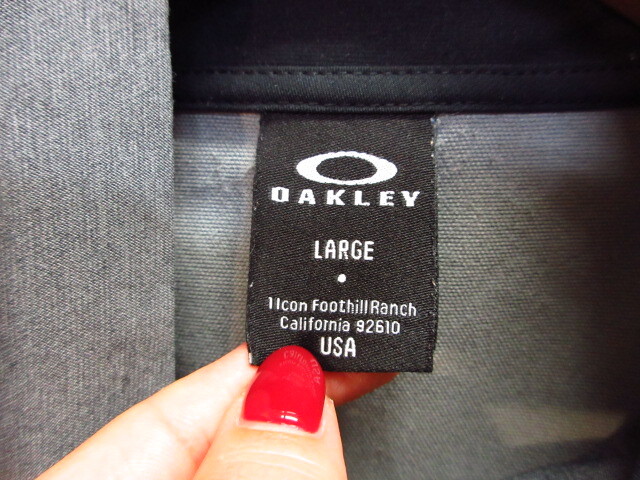 OAKLEY
LARGE
1 Icon Foothill Ranch
California 92610
USA